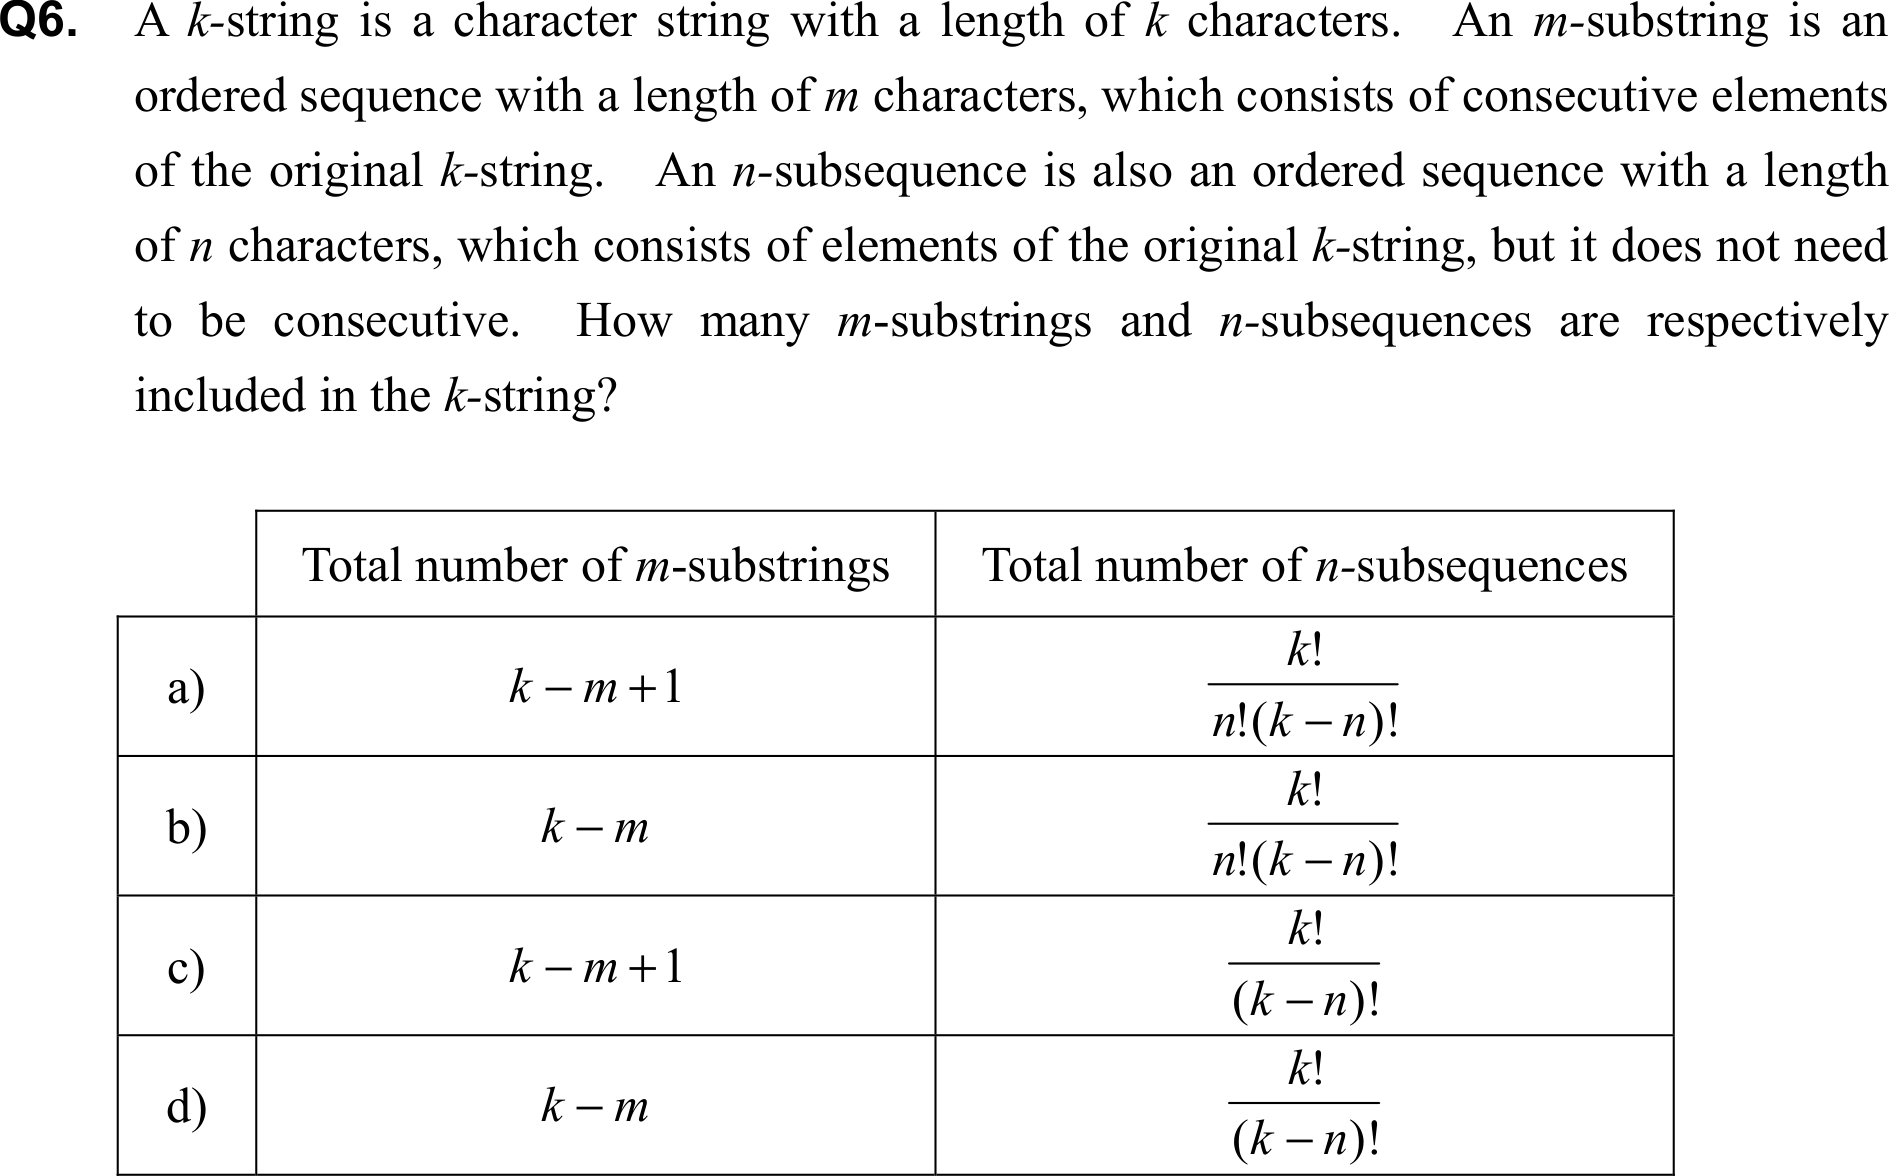 Q6. A k-string is a character string with a length of k characters. An m-substring is an
ordered sequence with a length of m characters, which consists of consecutive elements
of the original k-string. An n-subsequence is also an ordered sequence with a length
of n characters, which consists of elements of the original k-string, but it does not need
to be consecutive. How many m-substrings and n-subsequences are respectively
included in the k-string?
Total number of m-substrings Total number of n-subsequences
a) k − m + 1 k! / n!(k − n)!
b) k − m k! / n!(k − n)!
c) k − m + 1 k! / (k − n)!
d) k − m k! / (k − n)!